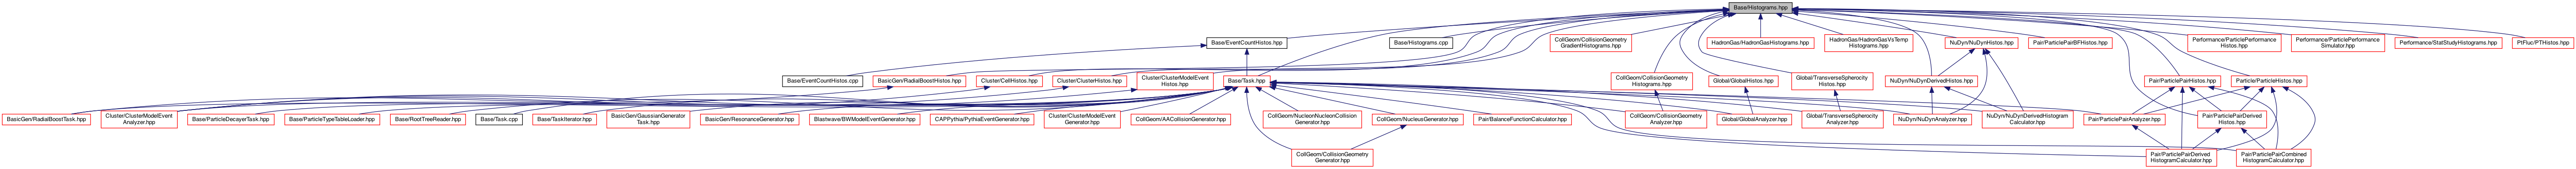 Base/Histograms.hpp
Base/EventCountHistos.hpp
Base/Histograms.cpp
CollGeom/CollisionGeometry
GradientHistograms.hpp
HadronGas/HadronGasHistograms.hpp
HadronGas/HadronGasVsTemp
Histograms.hpp
NuDyn/NuDynHistos.hpp
Pair/ParticlePairBFHistos.hpp
Performance/ParticlePerformance
Histos.hpp
Performance/ParticlePerformance
Simulator.hpp
Performance/StatStudyHistograms.hpp
PtFluc/PTHistos.hpp
Base/EventCountHistos.cpp
BasicGen/RadialBoostHistos.hpp
Cluster/ClusterCellHistos.hpp
Cluster/ClusterHistos.hpp
Cluster/ClusterModelEvent
Histos.hpp
Base/Task.hpp
CollGeom/CollisionGeometry
Histograms.hpp
Global/GlobalHistos.hpp
Global/TransverseSpherocity
Histos.hpp
NuDyn/NuDynDerivedHistos.hpp
Pair/ParticlePairHistos.hpp
Particle/ParticleHistos.hpp
BasicGen/RadialBoostTask.hpp
Cluster/ClusterModelEvent
Analyzer.hpp
Base/ParticleDecayerTask.hpp
Base/ParticleTypeTableLoader.hpp
Base/RootTreeReader.hpp
Base/Task.cpp
Base/TaskIterator.hpp
BasicGen/GaussianGenerator
Task.hpp
BasicGen/ResonanceGenerator.hpp
Blastwave/BWModelEventGenerator.hpp
CAPPythia/PythiaEventGenerator.hpp
Cluster/ClusterModelEvent
Generator.hpp
CollGeom/AACollisionGenerator.hpp
CollGeom/NucleonNucleonCollision
Generator.hpp
CollGeom/NucleusGenerator.hpp
Pair/BalanceFunctionCalculator.hpp
CollGeom/CollisionGeometry
Analyzer.hpp
Global/GlobalAnalyzer.hpp
Global/TransverseSpherocity
Analyzer.hpp
NuDyn/NuDynAnalyzer.hpp
NuDyn/NuDynDerivedHistogram
Calculator.hpp
Pair/ParticlePairAnalyzer.hpp
Pair/ParticlePairDerived
Histos.hpp
CollGeom/CollisionGeometry
Generator.hpp
Pair/ParticlePairDerived
HistogramCalculator.hpp
Pair/ParticlePairCombined
HistogramCalculator.hpp